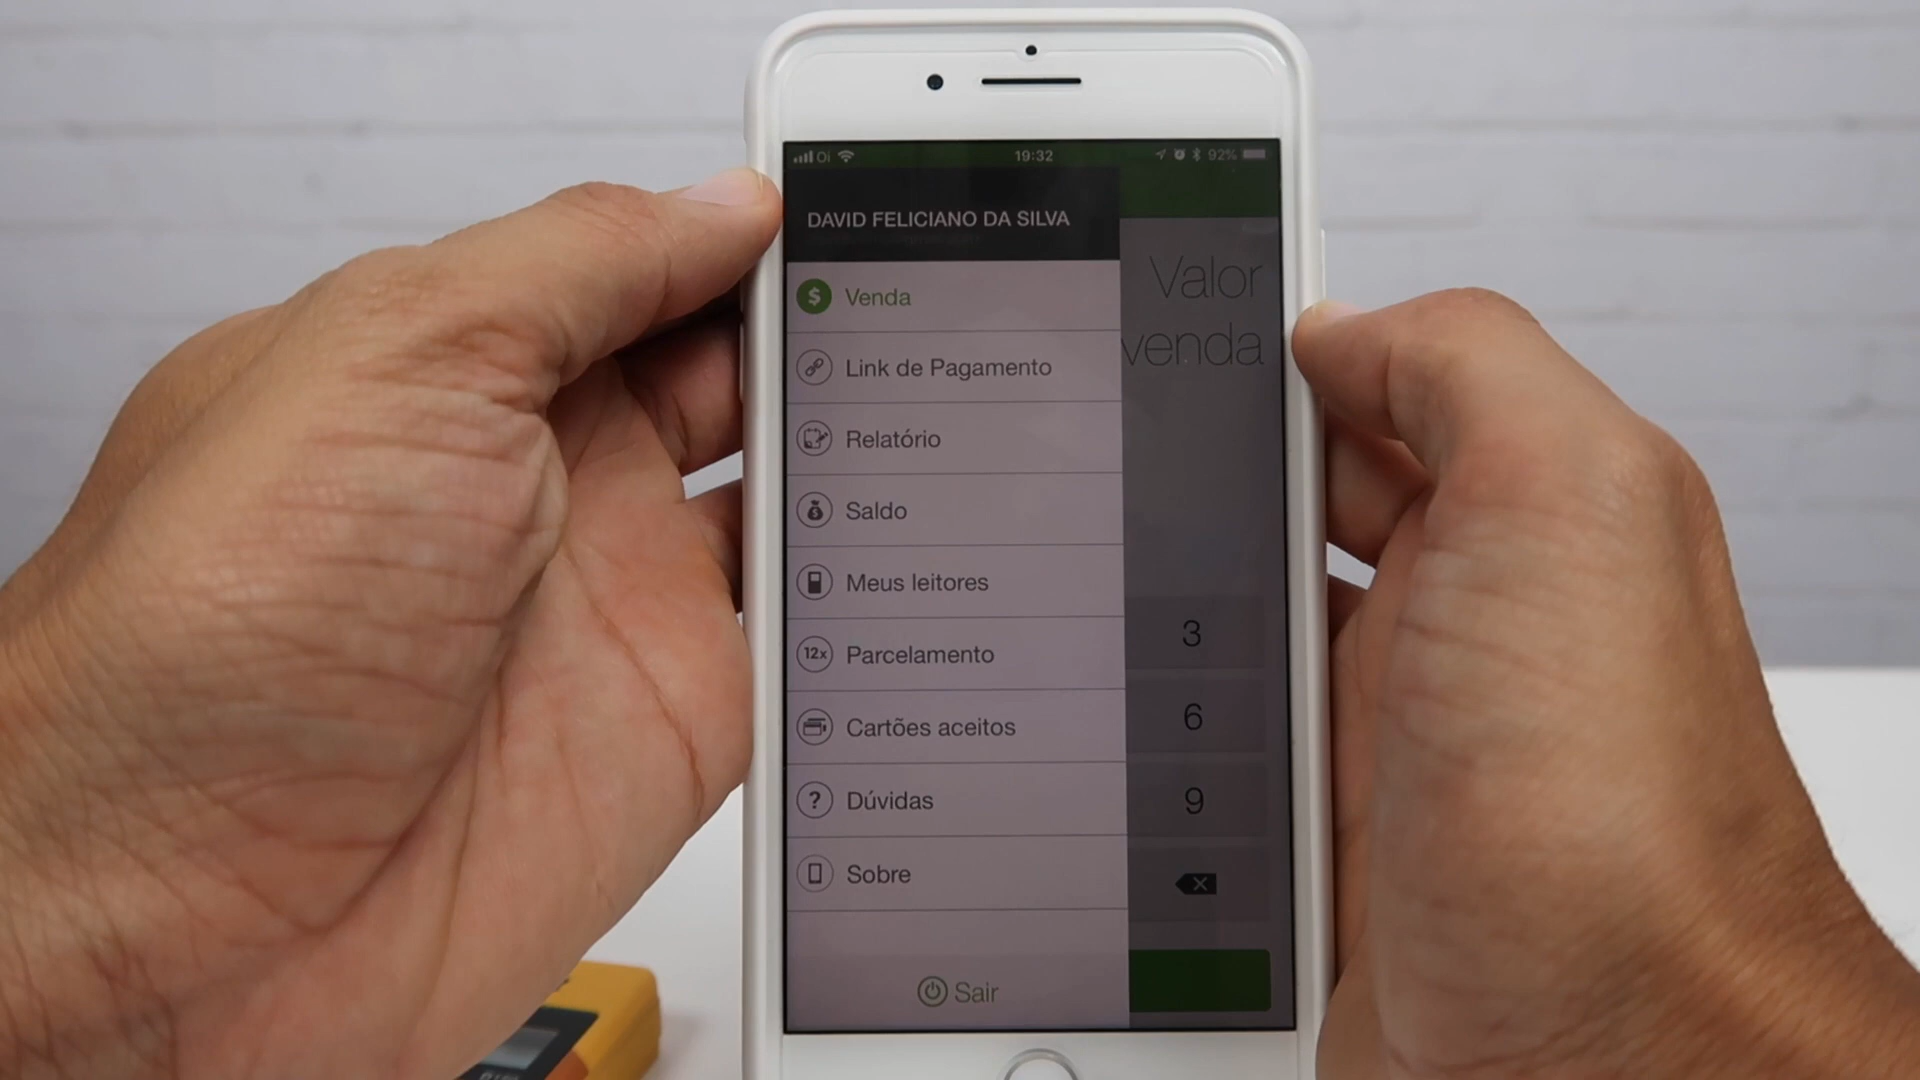 Oi 19:32 92%
DAVID FELICIANO DA SILVA
Valor
venda
$ Venda
Link de Pagamento
Relatório
$ Saldo
Meus leitores
12x Parcelamento
Cartões aceitos
? Dúvidas
Sobre
3
6
9
Sair